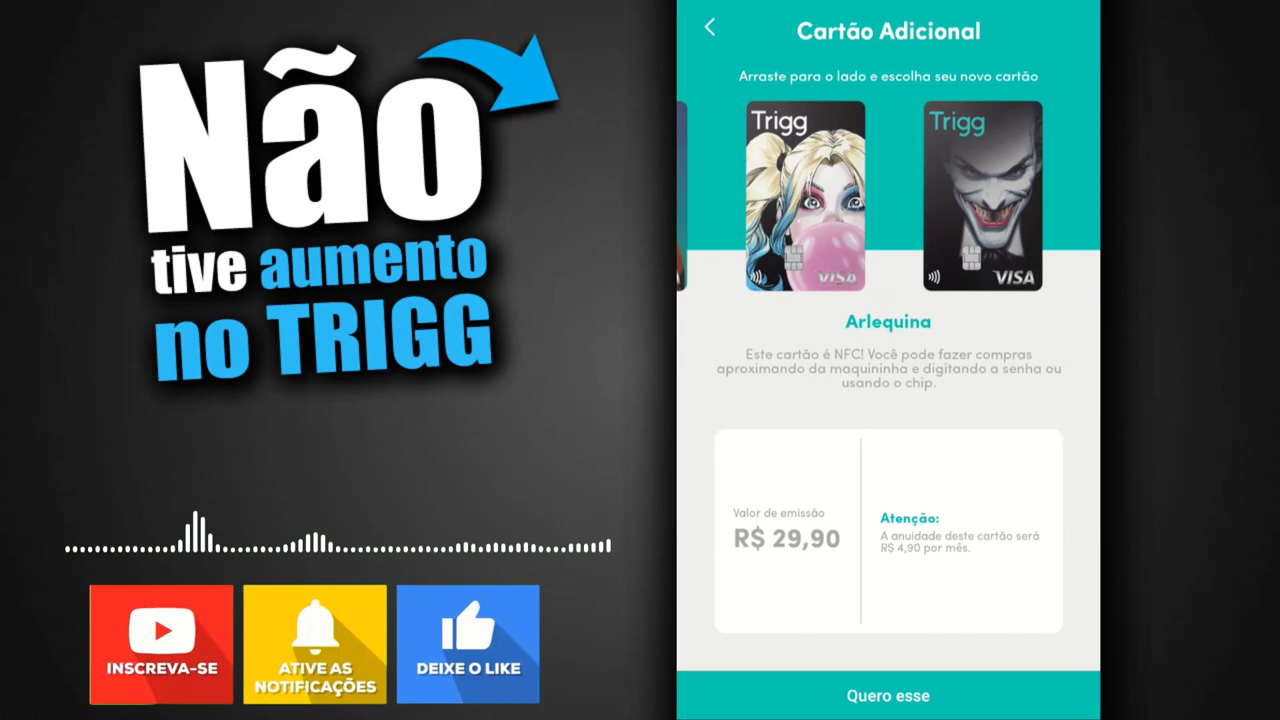 Não
tive aumento
no TRIGG
INSCREVA-SE
ATIVE AS
NOTIFICAÇÕES
DEIXE O LIKE
Cartão Adicional
Arraste para o lado e escolha seu novo cartão
Trigg
VISA
Trigg
VISA
Arlequina
Este cartão é NFC! Você pode fazer compras
aproximando da maquininha e digitando a senha ou
usando o chip.
Valor de emissão
R$ 29,90
Atenção:
A anuidade deste cartão será
R$ 4,90 por mês.
Quero esse